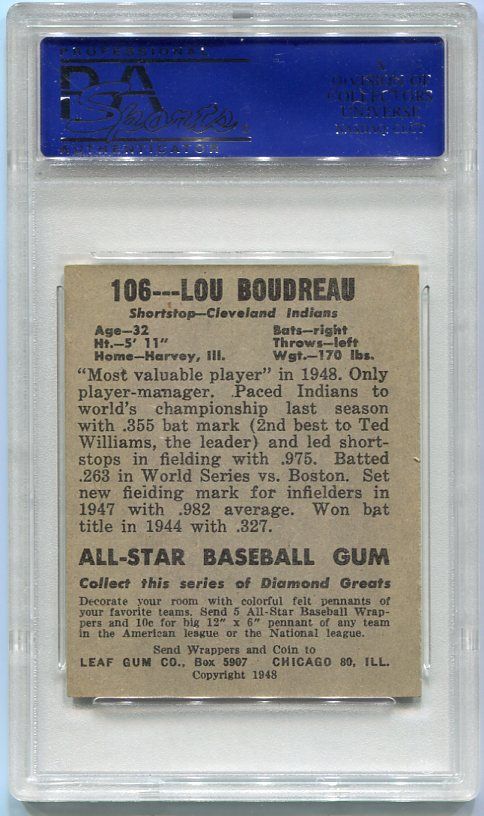 PROFESSIONAL
PSA
Sports
AUTHENTICATOR
A
DIVISION OF
COLLECTORS
UNIVERSE
106---LOU BOUDREAU
Shortstop—Cleveland Indians
Age—32 Bats—right
Ht.—5' 11" Throws—left
Home—Harvey, Ill. Wgt.—170 lbs.
"Most valuable player" in 1948. Only
player-manager. Paced Indians to
world's championship last season
with .355 bat mark (2nd best to Ted
Williams, the leader) and led short-
stops in fielding with .975. Batted
.263 in World Series vs. Boston. Set
new fieiding mark for infielders in
1947 with .982 average. Won bat
title in 1944 with .327.
ALL-STAR BASEBALL GUM
Collect this series of Diamond Greats
Decorate your room with colorful felt pennants of
your favorite teams. Send 5 All-Star Baseball Wrap-
pers and 10c for big 12" x 6" pennant of any team
in the American league or the National league.
Send Wrappers and Coin to
LEAF GUM CO., Box 5907 CHICAGO 80, ILL.
Copyright 1948